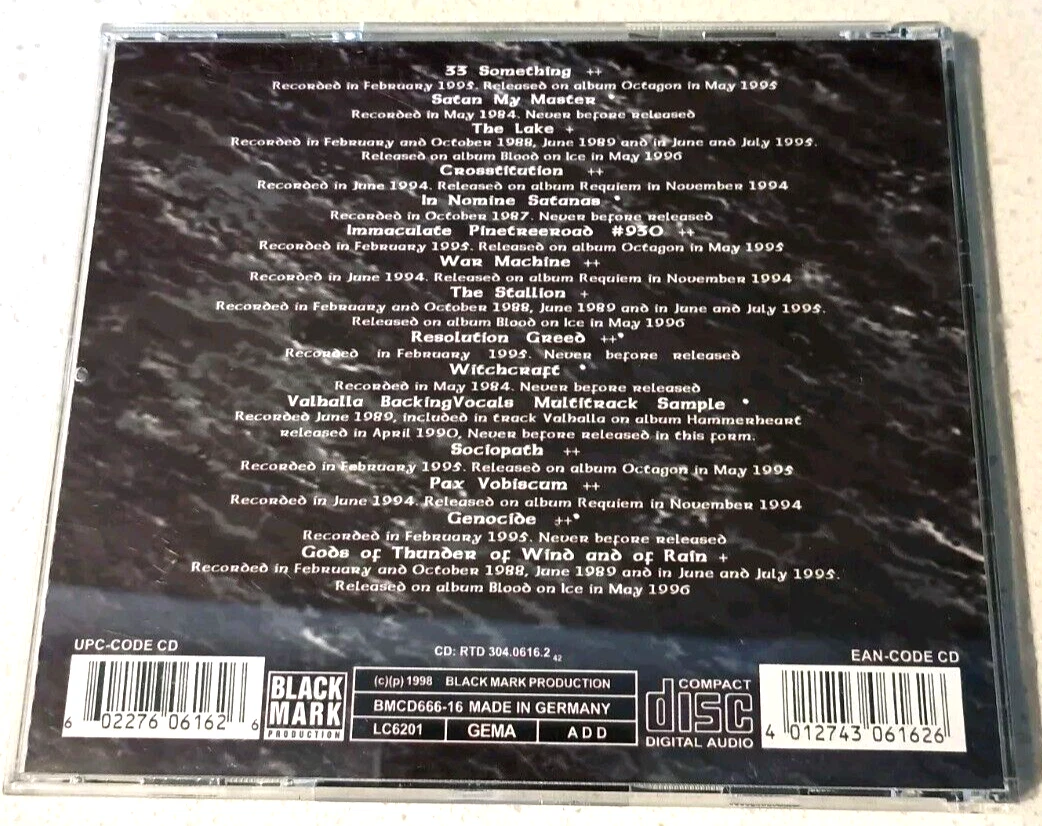 33 Something ++
Recorded in February 1995. Released on album Octagon in May 1995
Satan My Master *
Recorded in May 1984. Never before released
The Lake +
Recorded in February and October 1988, June 1989 and in June and July 1995.
Released on album Blood on Ice in May 1996
Crosstitution ++
Recorded in June 1994. Released on album Requiem in November 1994
In Nomine Satanas *
Recorded in October 1987. Never before released
Immaculate Pinetreeroad #930 ++
Recorded in February 1995. Released on album Octagon in May 1995
War Machine ++
Recorded in June 1994. Released on album Requiem in November 1994
The Stallion +
Recorded in February and October 1988, June 1989 and in June and July 1995.
Released on album Blood on Ice in May 1996
Resolution Greed ++*
Recorded in February 1995. Never before released
Witchcraft *
Recorded in May 1984. Never before released
Valhalla BackingVocals Multitrack Sample *
Recorded June 1989, included in track Valhalla on album Hammerheart
released in April 1990, Never before released in this form.
Sociopath ++
Recorded in February 1995. Released on album Octagon in May 1995
Pax Vobiscum ++
Recorded in June 1994. Released on album Requiem in November 1994
Genocide ++*
Recorded in February 1995. Never before released
Gods of Thunder of Wind and of Rain +
Recorded in February and October 1988, June 1989 and in June and July 1995.
Released on album Blood on Ice in May 1996
UPC-CODE CD
CD: RTD 304.0616.2 42
EAN-CODE CD
6 02276 06162 6
BLACK
MARK
PRODUCTION
(c)(p) 1998 BLACK MARK PRODUCTION
BMCD666-16 MADE IN GERMANY
LC6201 GEMA ADD
COMPACT
disc
DIGITAL AUDIO
4 012743 061626